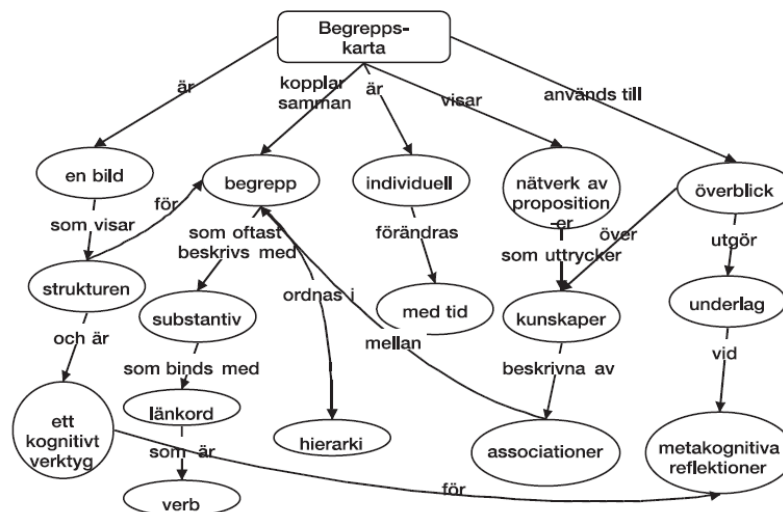 Begrepps-
karta
är
kopplar
samman
är
visar
används till
en bild
begrepp
individuell
nätverk av
proposition
-er
överblick
som visar
för
som oftast
beskrivs med
förändras
som uttrycker
över
utgör
strukturen
substantiv
ordnas i
med tid
kunskaper
underlag
och är
som binds med
mellan
beskrivna av
vid
ett
kognitivt
verktyg
länkord
hierarki
associationer
metakognitiva
reflektioner
som är
verb
för